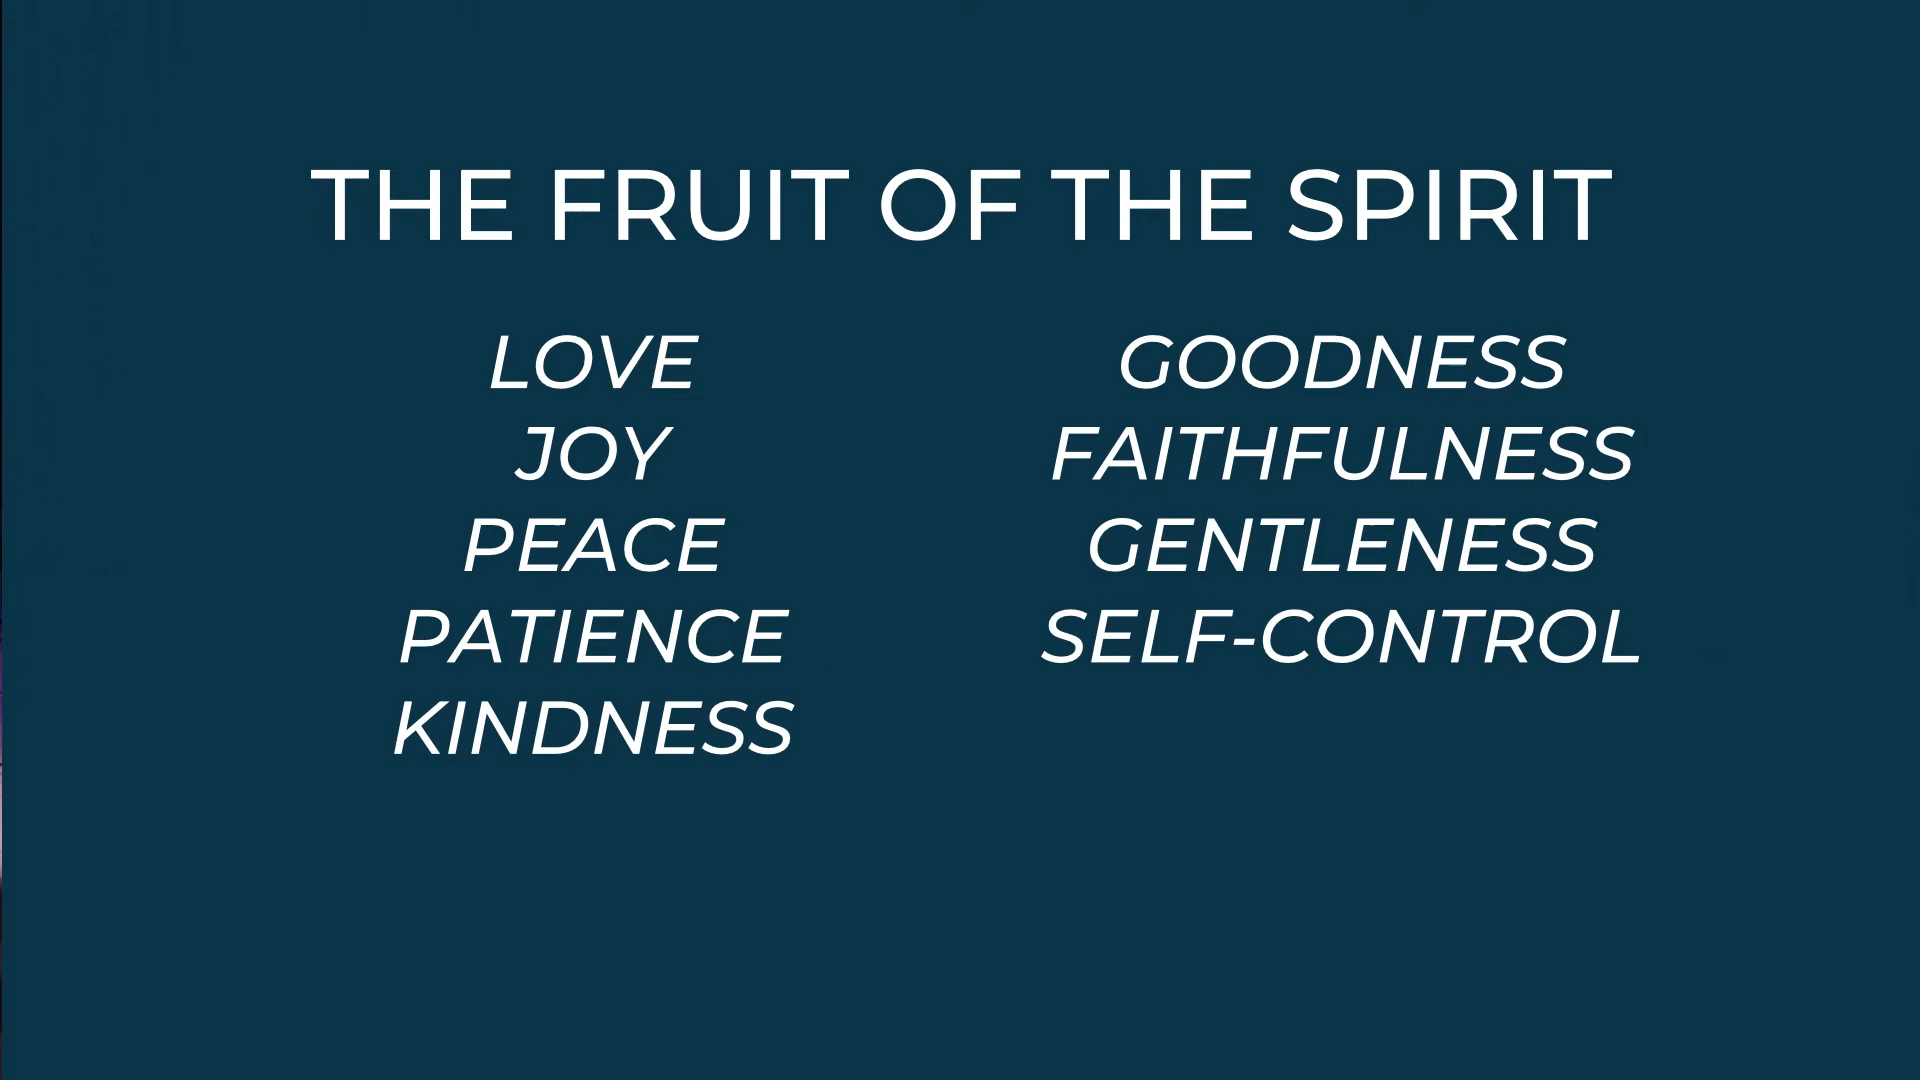 THE FRUIT OF THE SPIRIT
LOVE
JOY
PEACE
PATIENCE
KINDNESS
GOODNESS
FAITHFULNESS
GENTLENESS
SELF-CONTROL